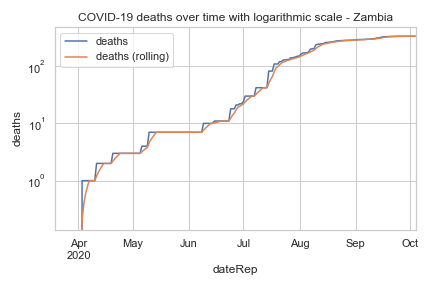 COVID-19 deaths over time with logarithmic scale - Zambia
deaths
deaths (rolling)
10²
10¹
10⁰
deaths
Apr May Jun Jul Aug Sep Oct
2020
dateRep